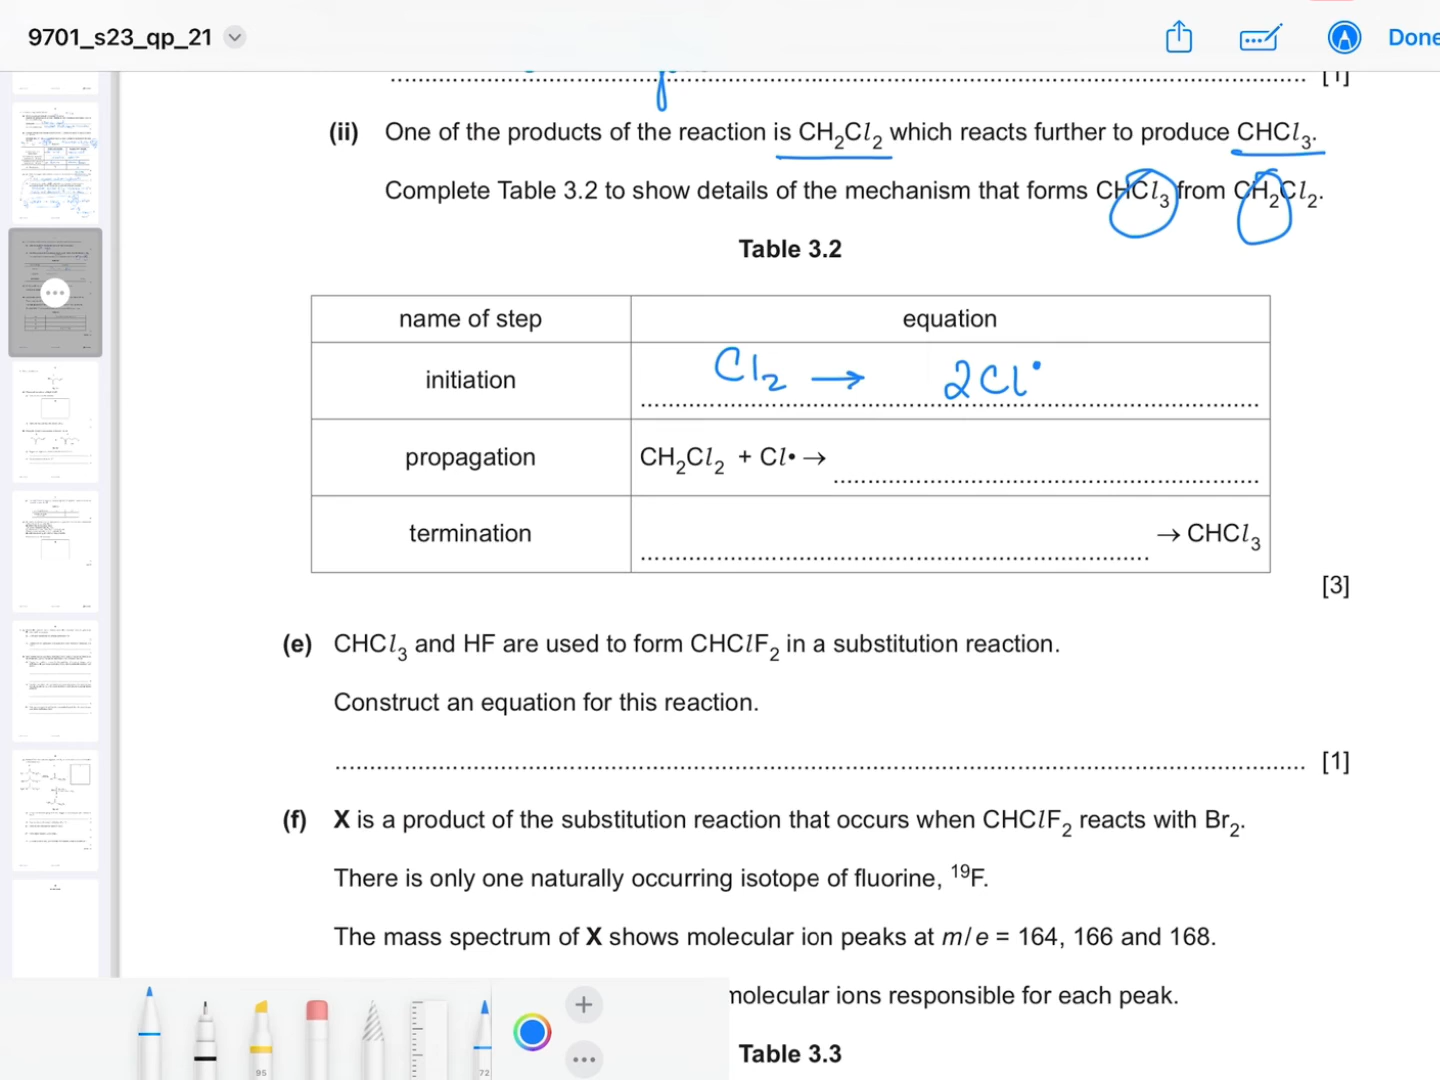 9701_s23_qp_21
Done
[1]
(ii) One of the products of the reaction is CH₂Cl₂ which reacts further to produce CHCl₃.
Complete Table 3.2 to show details of the mechanism that forms CHCl₃ from CH₂Cl₂.
Table 3.2
name of step equation
initiation Cl₂ → 2Cl•
propagation CH₂Cl₂ + Cl• →
termination → CHCl₃
[3]
(e) CHCl₃ and HF are used to form CHClF₂ in a substitution reaction.
Construct an equation for this reaction.
[1]
(f) X is a product of the substitution reaction that occurs when CHClF₂ reacts with Br₂.
There is only one naturally occurring isotope of fluorine, ¹⁹F.
The mass spectrum of X shows molecular ion peaks at m/e = 164, 166 and 168.
molecular ions responsible for each peak.
Table 3.3
95
72